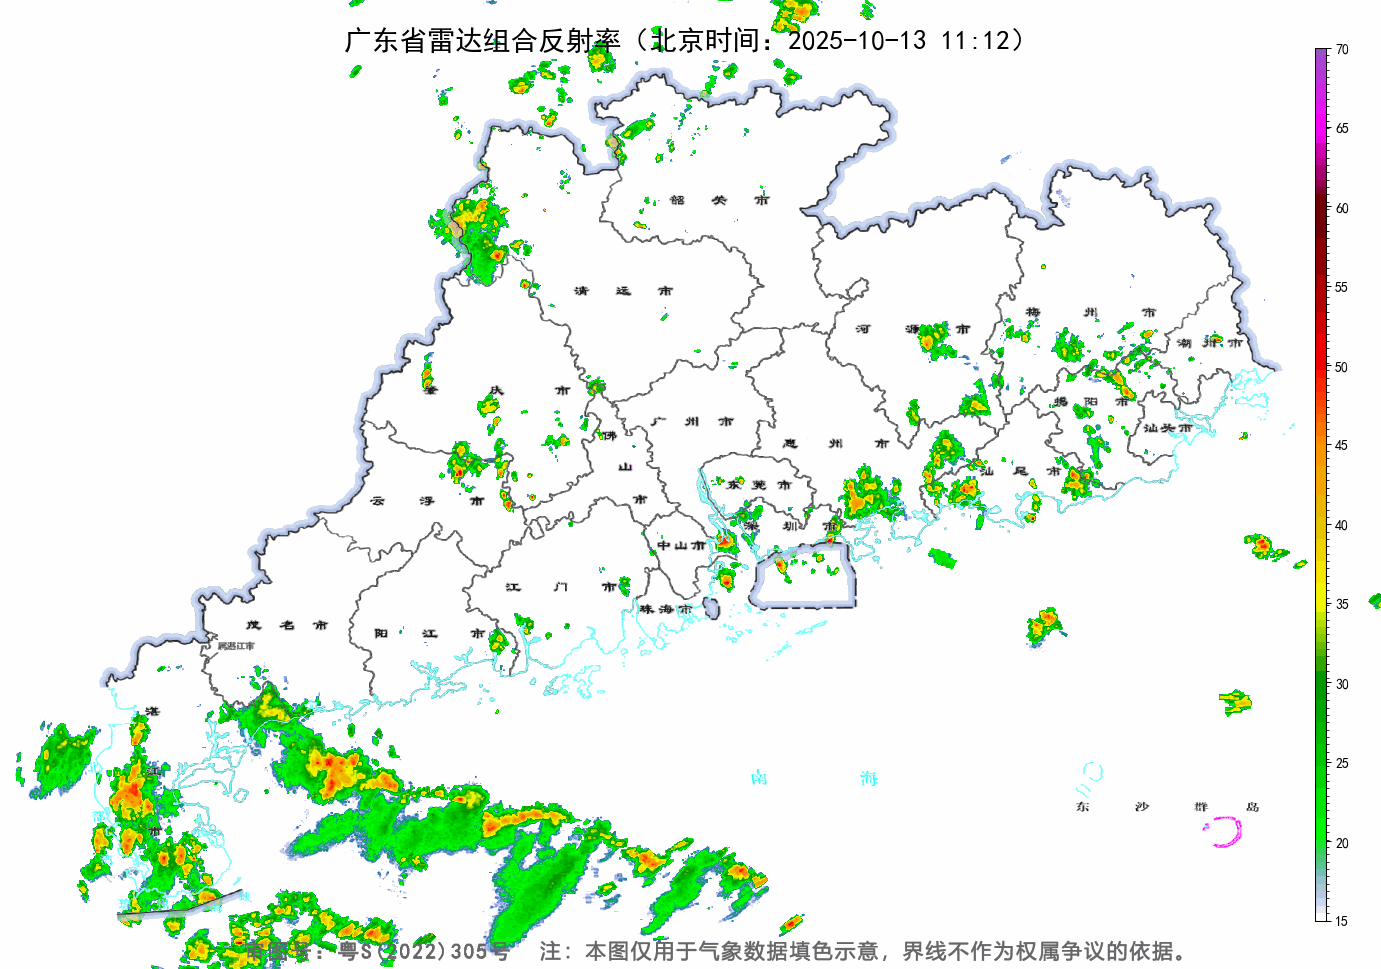 广东省雷达组合反射率（北京时间：2025-10-13 11:12）
70
65
60
55
50
45
40
35
30
25
20
15
韶关市
清远市
河源市
梅州市
潮州市
肇庆市
广州市
惠州市
揭阳市
汕头市
佛山市
云浮市
东莞市
汕尾市
深圳市
中山市
江门市
珠海市
茂名市
阳江市
属湛江市
湛江市
南海
东沙群岛
审图号：粤S(2022)305号 注：本图仅用于气象数据填色示意，界线不作为权属争议的依据。